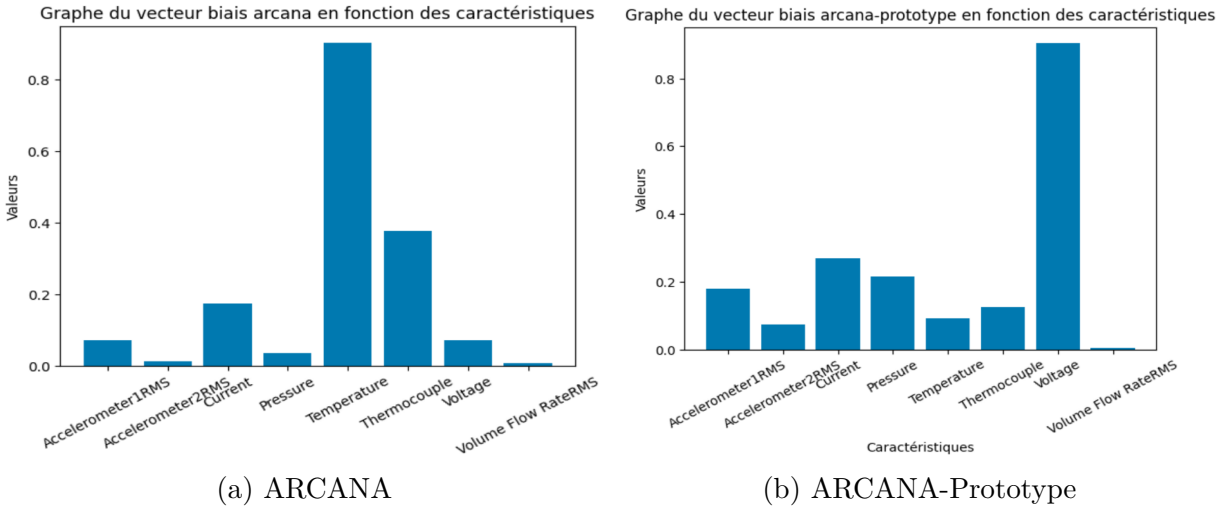 Graphe du vecteur biais arcana en fonction des caractéristiques
Valeurs
0.8
0.6
0.4
0.2
0.0
Accelerometer1RMS
Accelerometer2RMS
Current
Pressure
Temperature
Thermocouple
Voltage
Volume Flow RateRMS
(a) ARCANA
Graphe du vecteur biais arcana-prototype en fonction des caractéristiques
Valeurs
0.8
0.6
0.4
0.2
0.0
Accelerometer1RMS
Accelerometer2RMS
Current
Pressure
Temperature
Thermocouple
Voltage
Volume Flow RateRMS
Caractéristiques
(b) ARCANA-Prototype